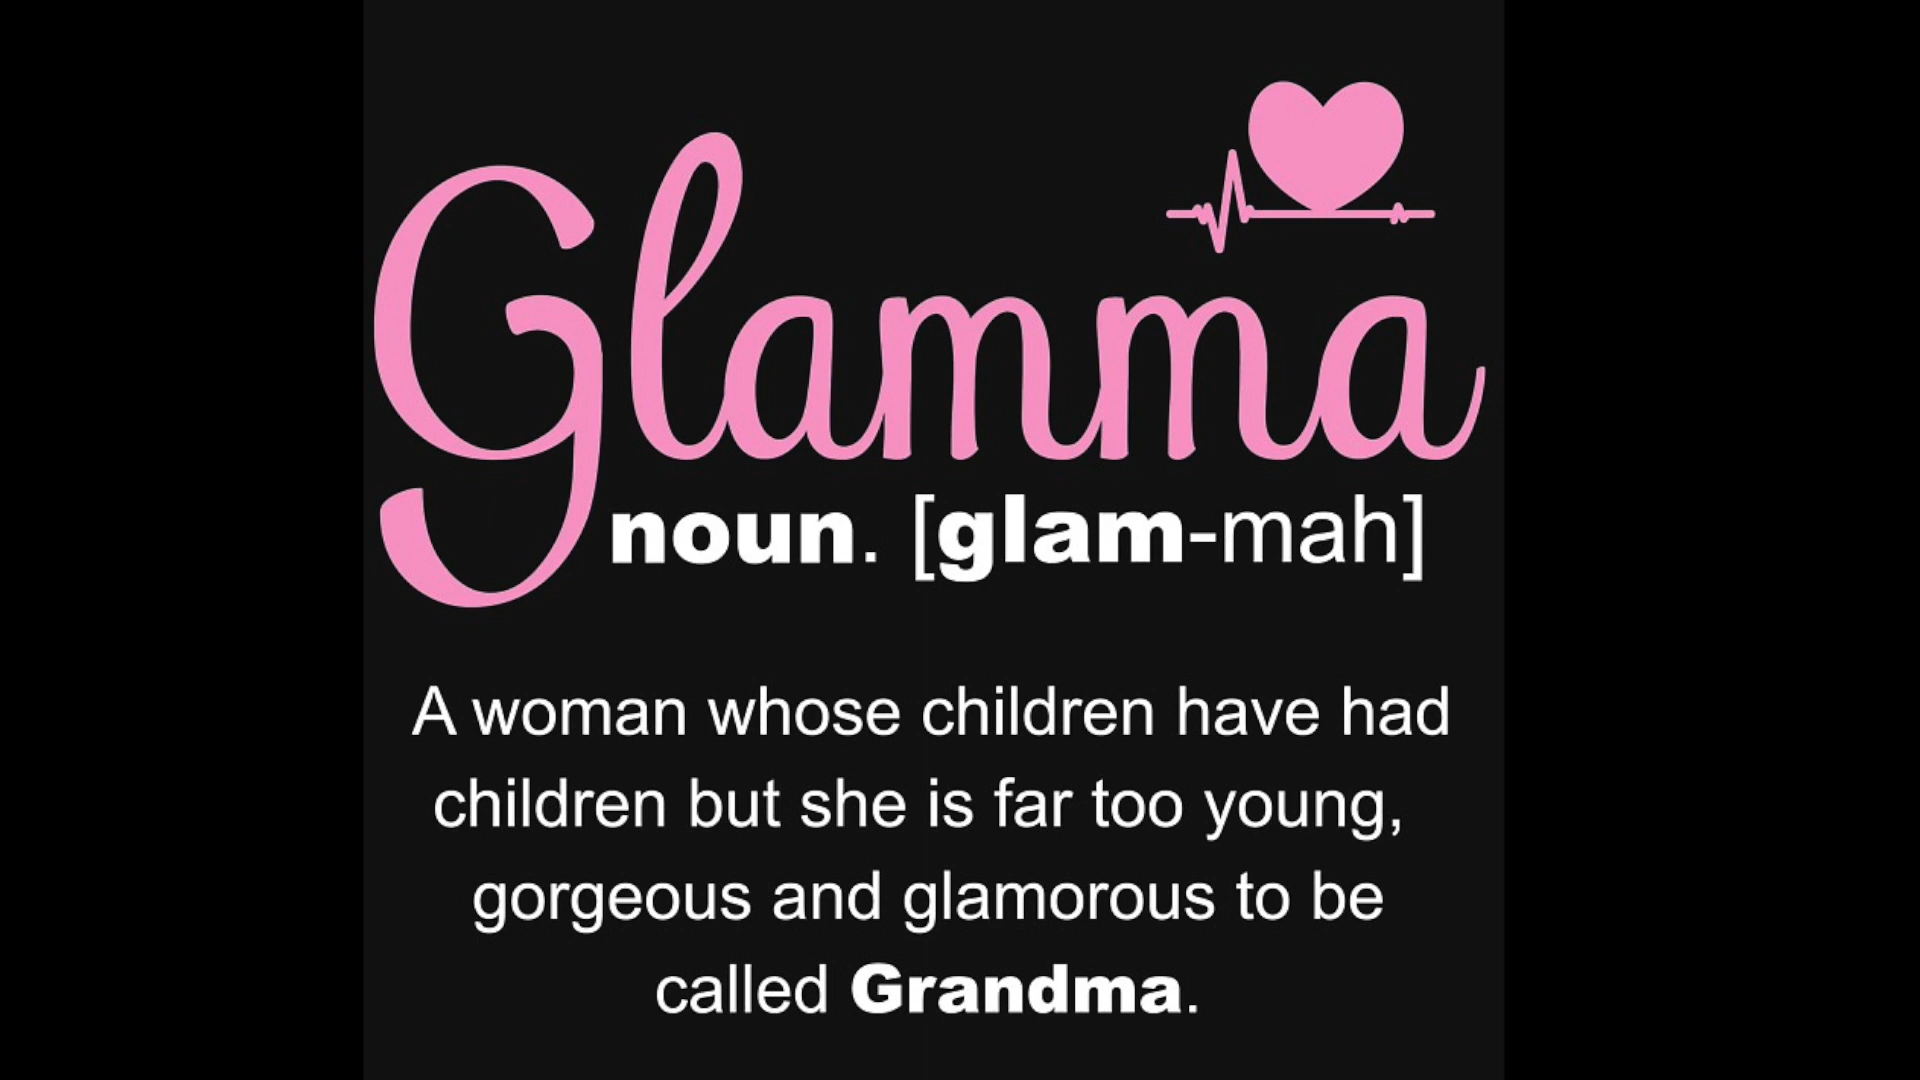 Glamma
noun. [glam-mah]
A woman whose children have had
children but she is far too young,
gorgeous and glamorous to be
called Grandma.